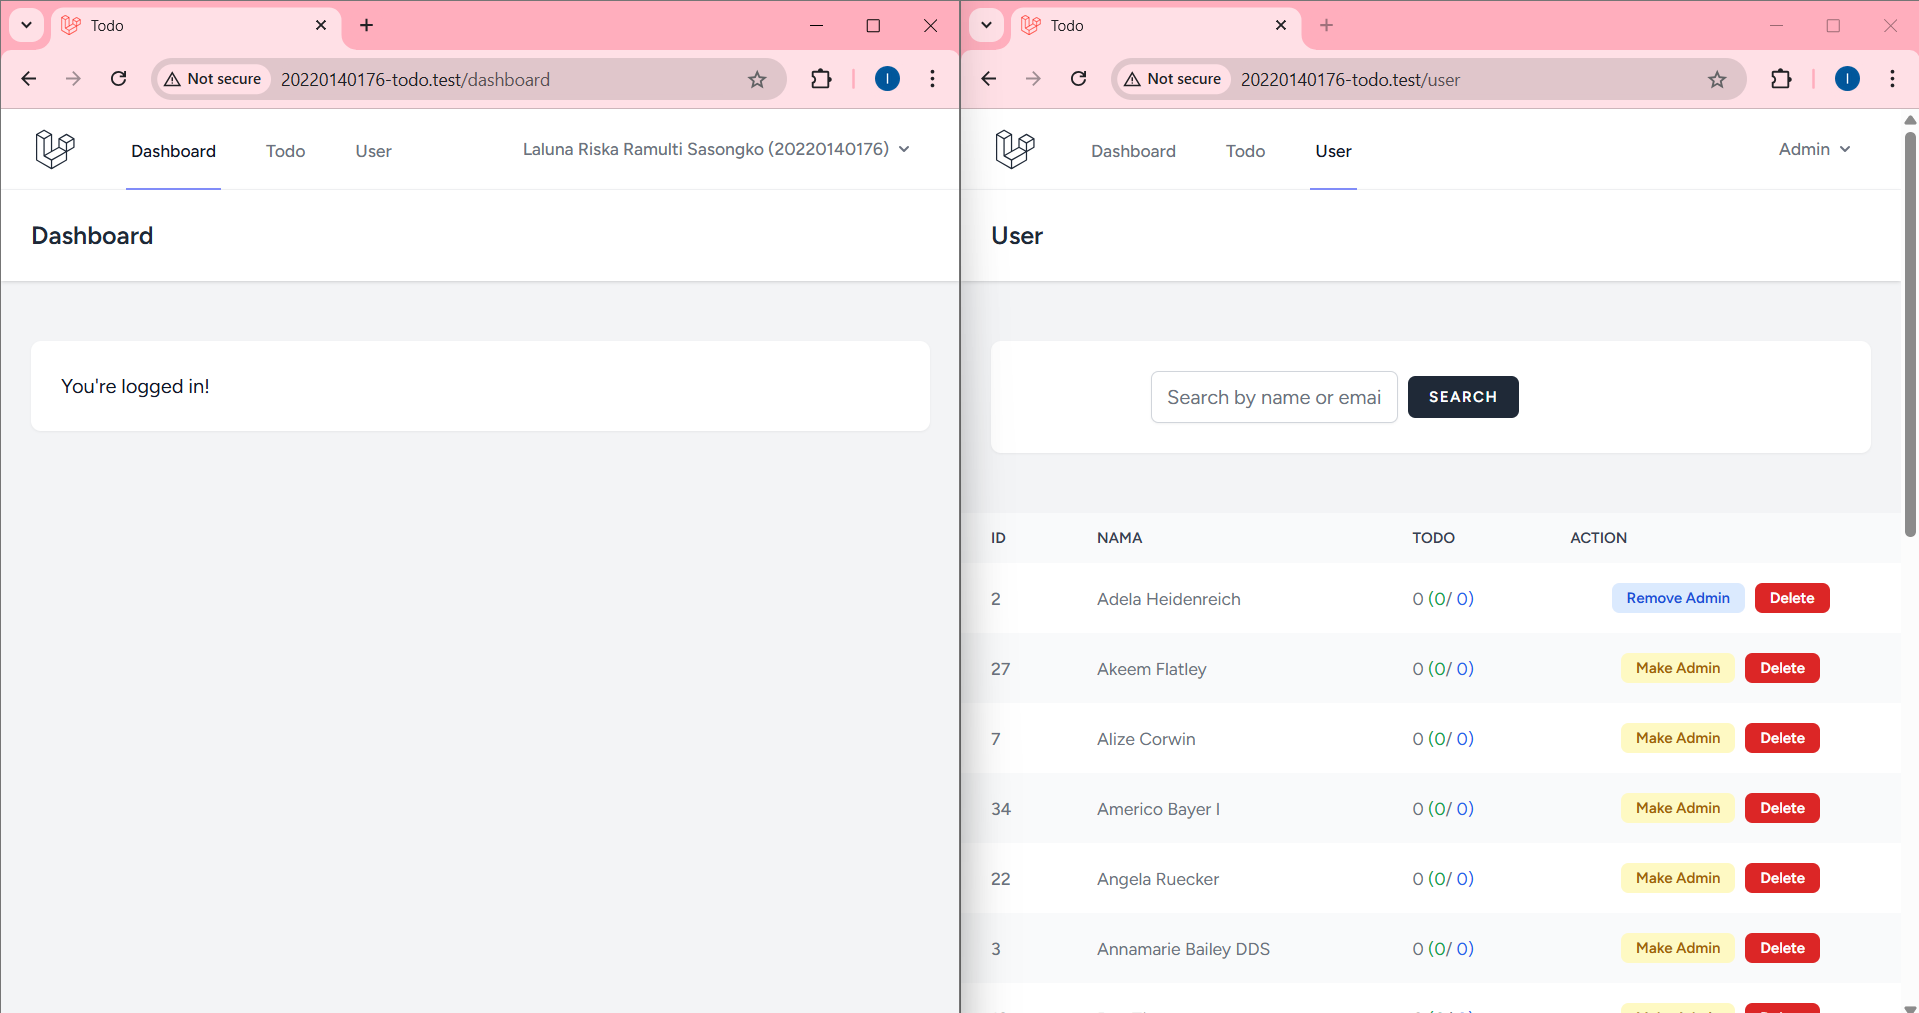 Todo
Not secure
20220140176-todo.test/dashboard
I
Dashboard
Todo
User
Laluna Riska Ramulti Sasongko (20220140176)
Dashboard
You're logged in!
Todo
Not secure
20220140176-todo.test/user
I
Dashboard
Todo
User
Admin
User
Search by name or emai
SEARCH
ID NAMA TODO ACTION
2 Adela Heidenreich 0 (0/ 0) Remove Admin Delete
27 Akeem Flatley 0 (0/ 0) Make Admin Delete
7 Alize Corwin 0 (0/ 0) Make Admin Delete
34 Americo Bayer I 0 (0/ 0) Make Admin Delete
22 Angela Ruecker 0 (0/ 0) Make Admin Delete
3 Annamarie Bailey DDS 0 (0/ 0) Make Admin Delete